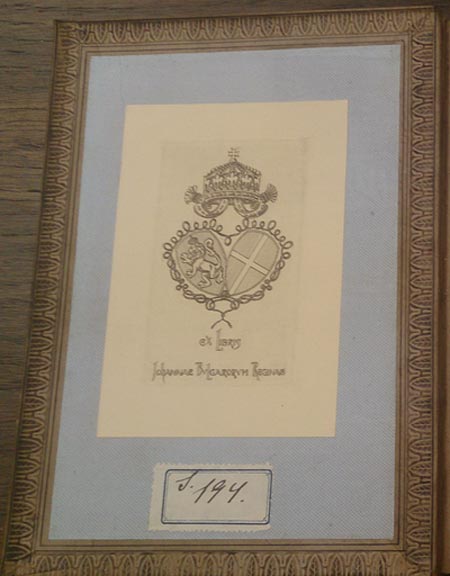 EX LIBRIS
IOHANNAE BVLGARORVM REGINAE
S. 194.